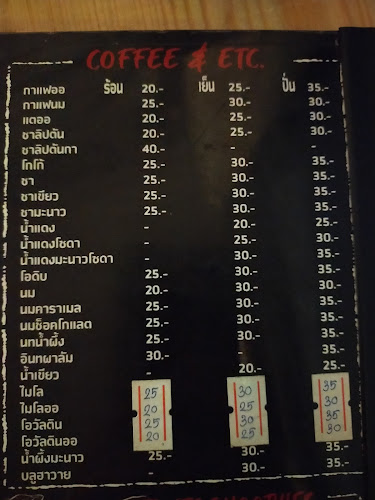 COFFEE & ETC.
ร้อน เย็น ปั่น
กาแฟออ 20.- 25.- 35.-
กาแฟนม 25.- 30.- 30.-
แตออ 20.- 30.- 30.-
ชาลิปตัน 20.- 25.- 30.-
ชาลิปตันกา 40.- - -
โกโก้ 25.- 30.- 35.-
ชา 25.- 30.- 35.-
ชาเขียว 25.- 30.- 35.-
ชามะนาว 25.- 30.- 35.-
น้ำแดง - 20.- 25.-
น้ำแดงโซดา - 25.- 30.-
น้ำแดงมะนาวโซดา - 30.- 35.-
โอดิบ 25.- 30.- 35.-
นม 20.- 30.- 30.-
นมคาราเมล 25.- 30.- 35.-
นมช็อคโกแลต 25.- 30.- 35.-
นทน้ำผึ้ง 25.- 30.- 35.-
อินทผาลัม 30.- - 35.-
น้ำเขียว - 20.- 25.-
ไมโล 25 30 35
ไมโลออ 20 25 30
โอวัลติน 25 30 35
โอวัลตินออ 20 25 30
น้ำผึ้งมะนาว 25.- 30.- 35.-
บลูฮาวาย - 30.- 35.-